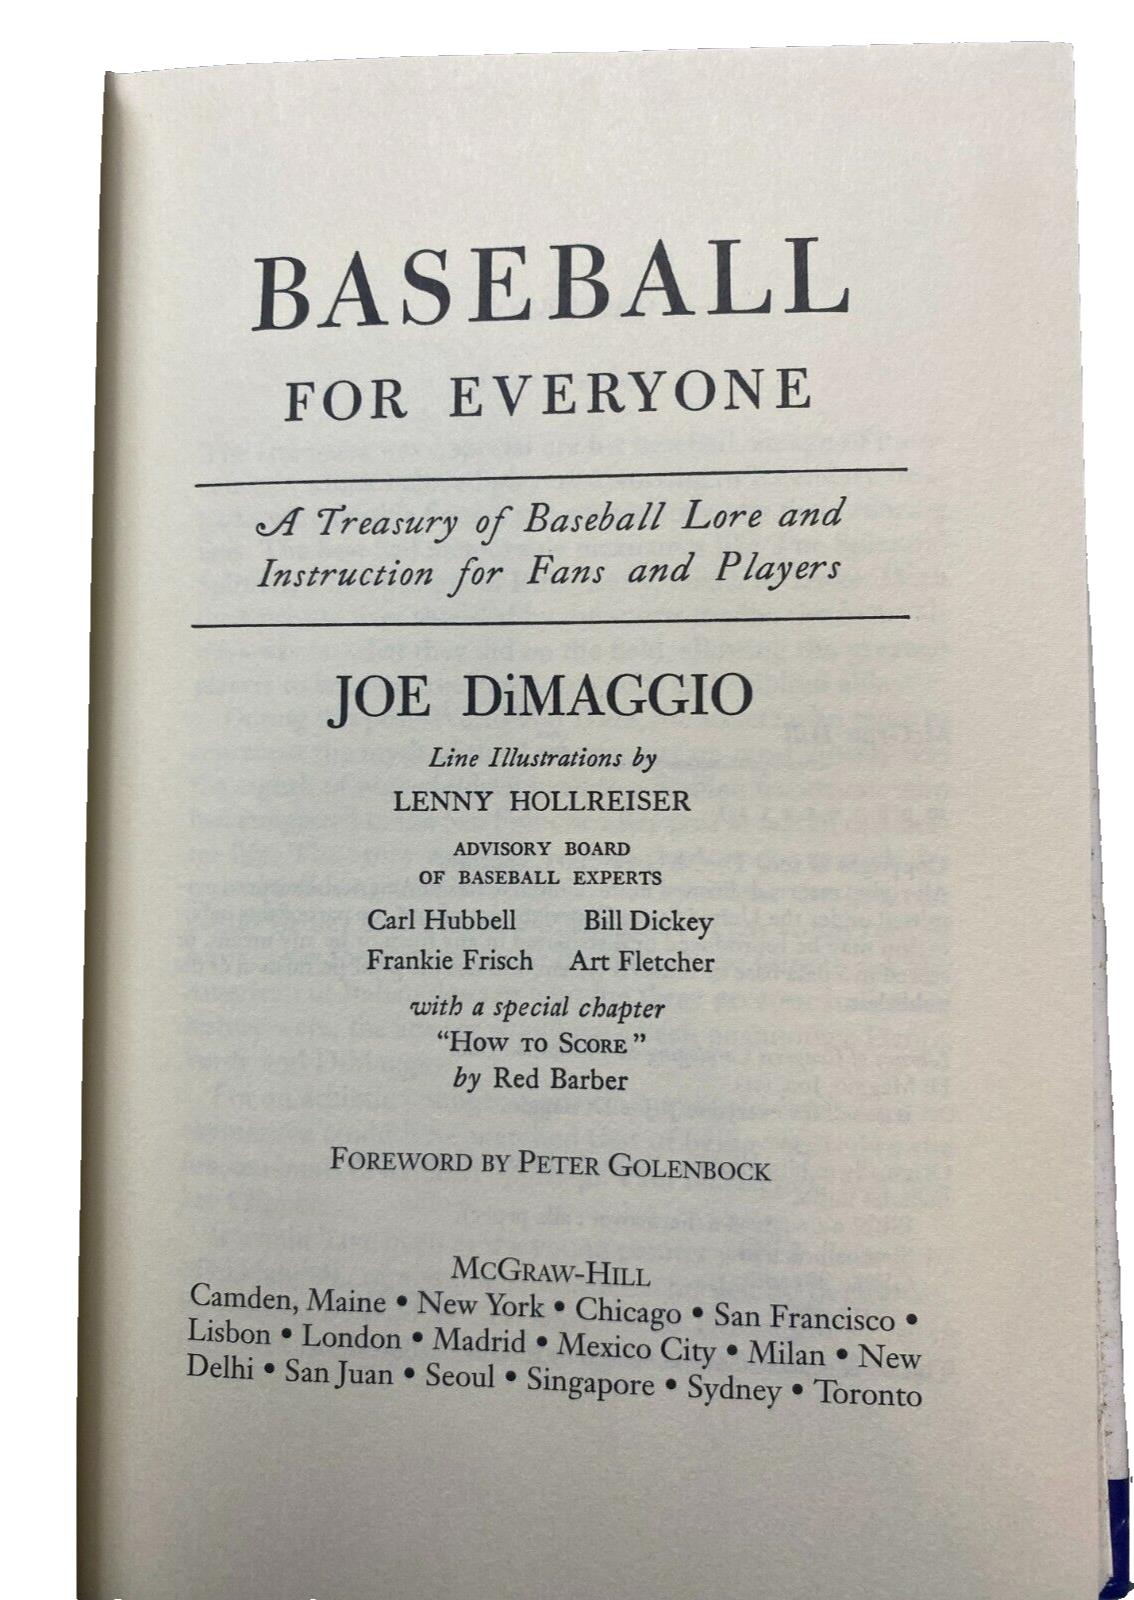 BASEBALL
FOR EVERYONE
A Treasury of Baseball Lore and
Instruction for Fans and Players
JOE DiMAGGIO
Line Illustrations by
LENNY HOLLREISER
ADVISORY BOARD
OF BASEBALL EXPERTS
Carl Hubbell Bill Dickey
Frankie Frisch Art Fletcher
with a special chapter
"HOW TO SCORE"
by Red Barber
FOREWORD BY PETER GOLENBOCK
MCGRAW-HILL
Camden, Maine • New York • Chicago • San Francisco •
Lisbon • London • Madrid • Mexico City • Milan • New
Delhi • San Juan • Seoul • Singapore • Sydney • Toronto